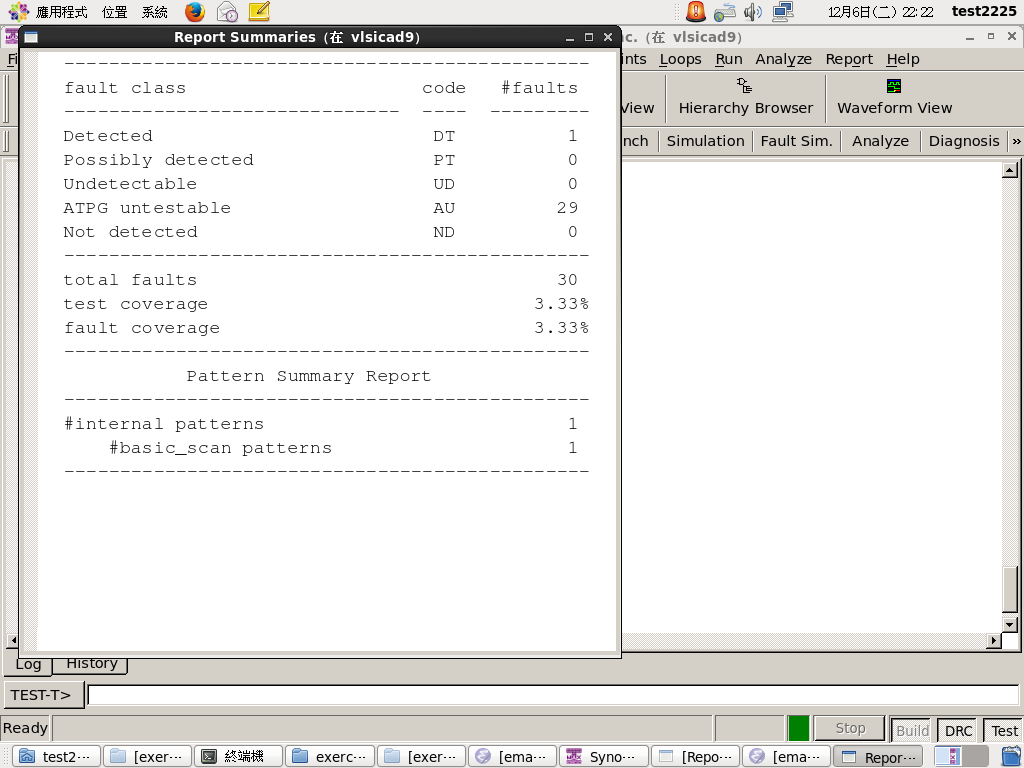 應用程式 位置 系統 12月6日(二) 22:22 test2225
Report Summaries (在 vlsicad9)
nc. (在 vlsicad9)
Fi nts Loops Run Analyze Report Help
View Hierarchy Browser Waveform View
nch Simulation Fault Sim. Analyze Diagnosis »
-----------------------------------------------
fault class code #faults
------------------------------ ---- ---------
Detected DT 1
Possibly detected PT 0
Undetectable UD 0
ATPG untestable AU 29
Not detected ND 0
-----------------------------------------------
total faults 30
test coverage 3.33%
fault coverage 3.33%
-----------------------------------------------
Pattern Summary Report
-----------------------------------------------
#internal patterns 1
#basic_scan patterns 1
-----------------------------------------------
Log History
TEST-T>
Ready Stop Build DRC Test
test2··· [exer··· 終端機 exerc··· [exer··· [ema··· Syno··· [Repo··· [ema··· Repor···